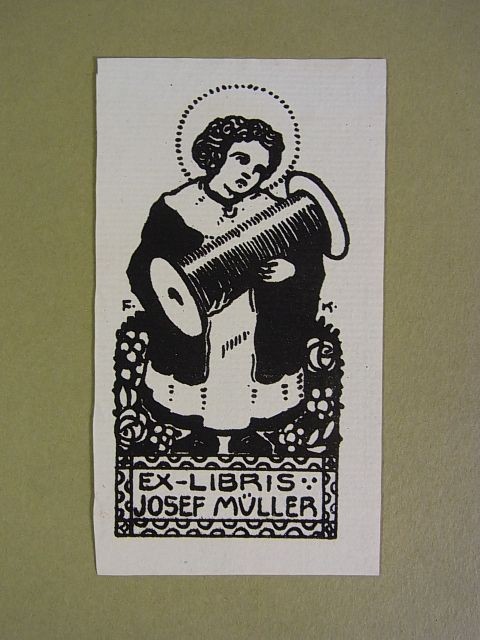 F. K.
EX-LIBRIS
JOSEF MÜLLER